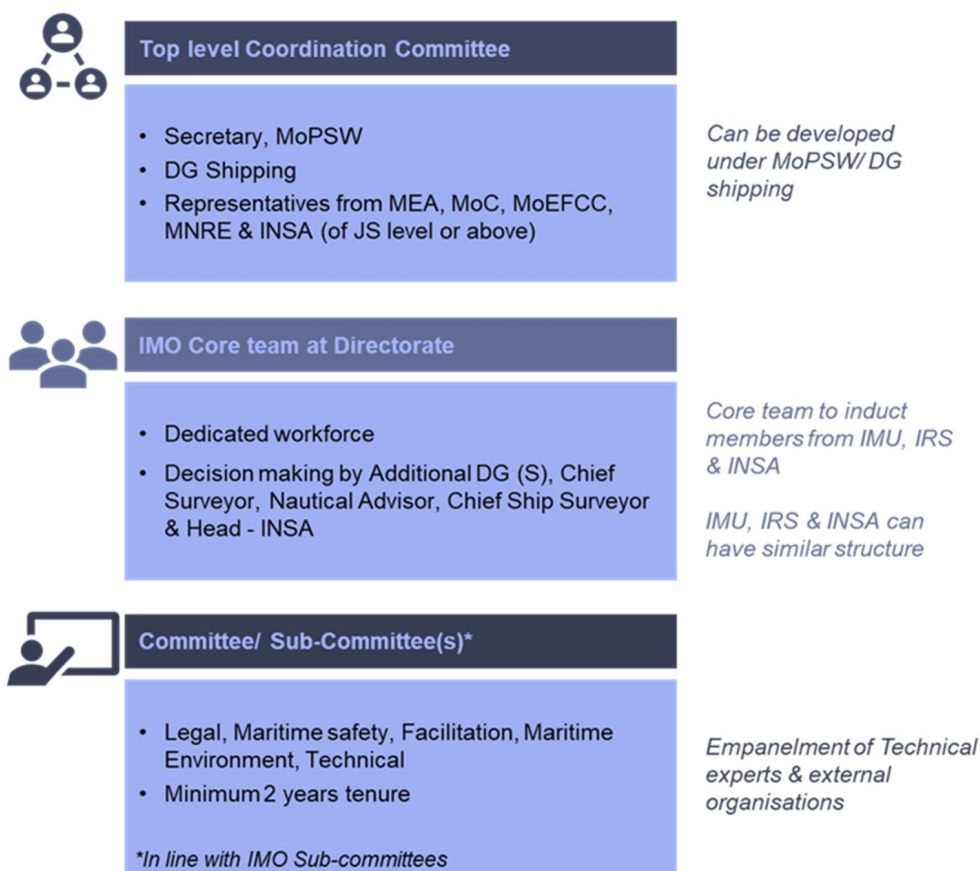 Top level Coordination Committee
• Secretary, MoPSW
• DG Shipping
• Representatives from MEA, MoC, MoEFCC,
MNRE & INSA (of JS level or above)
Can be developed
under MoPSW/ DG
shipping
IMO Core team at Directorate
• Dedicated workforce
• Decision making by Additional DG (S), Chief
Surveyor, Nautical Advisor, Chief Ship Surveyor
& Head - INSA
Core team to induct
members from IMU, IRS
& INSA
IMU, IRS & INSA can
have similar structure
Committee/ Sub-Committee(s)*
• Legal, Maritime safety, Facilitation, Maritime
Environment, Technical
• Minimum 2 years tenure
*In line with IMO Sub-committees
Empanelment of Technical
experts & external
organisations